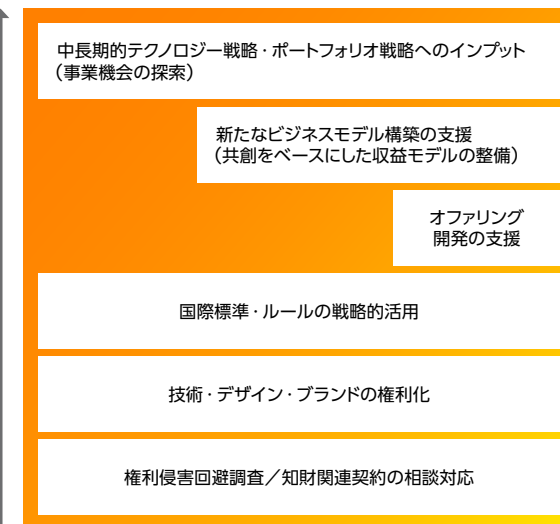 中長期的テクノロジー戦略・ポートフォリオ戦略へのインプット
(事業機会の探索)
新たなビジネスモデル構築の支援
(共創をベースにした収益モデルの整備)
オファリング
開発の支援
国際標準・ルールの戦略的活用
技術・デザイン・ブランドの権利化
権利侵害回避調査／知財関連契約の相談対応